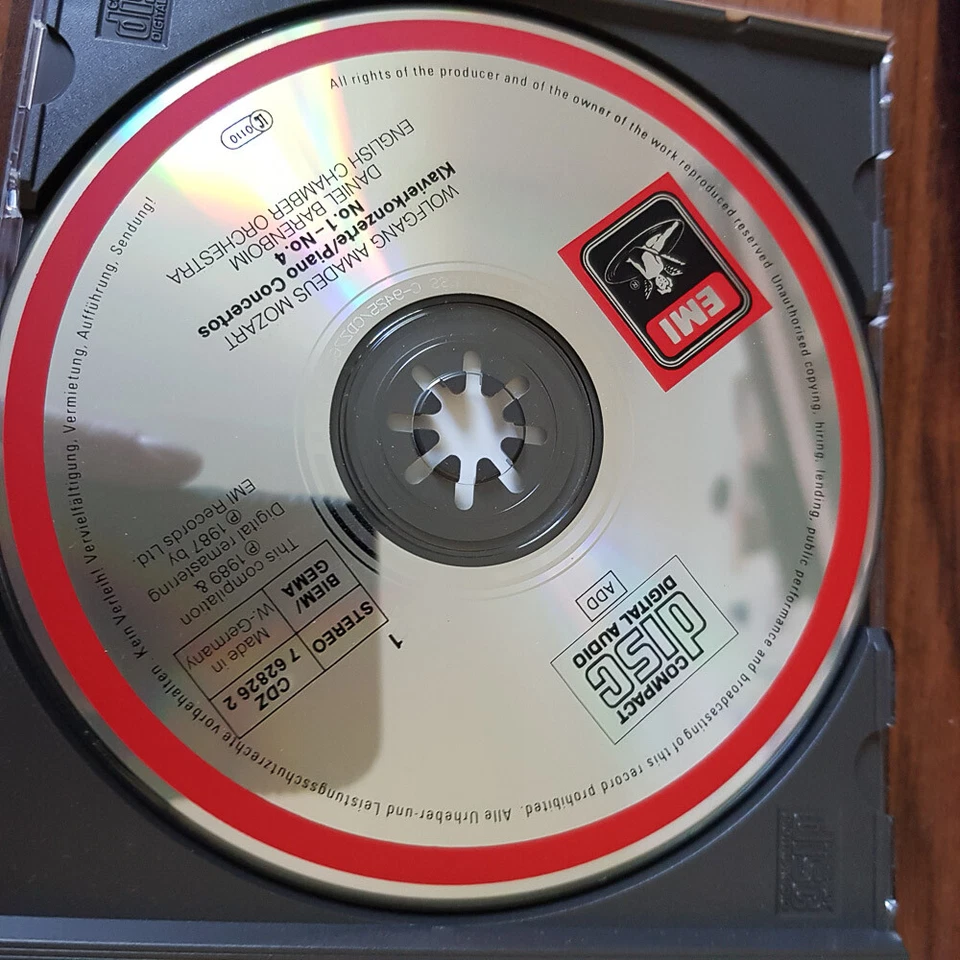 EMI
WOLFGANG AMADEUS MOZART
Klavierkonzerte/Piano Concertos
No. 1 – No. 4
DANIEL BARENBOIM
ENGLISH CHAMBER ORCHESTRA
LC 0110
COMPACT
disc
DIGITAL AUDIO
ADD
1
STEREO
BIEM/
GEMA
CDZ
7 62826 2
Made in
W.-Germany
This compilation
℗ 1989 &
Digital remastering
℗ 1987 by
EMI Records Ltd.
All rights of the producer and of the owner of the work reproduced reserved. Unauthorised copying, hiring, lending, public performance and broadcasting of this record prohibited. Alle Urheber-und Leistungsschutzrechte vorbehalten. Kein Verleih! Vervielfältigung, Vermietung, Aufführung, Sendung!